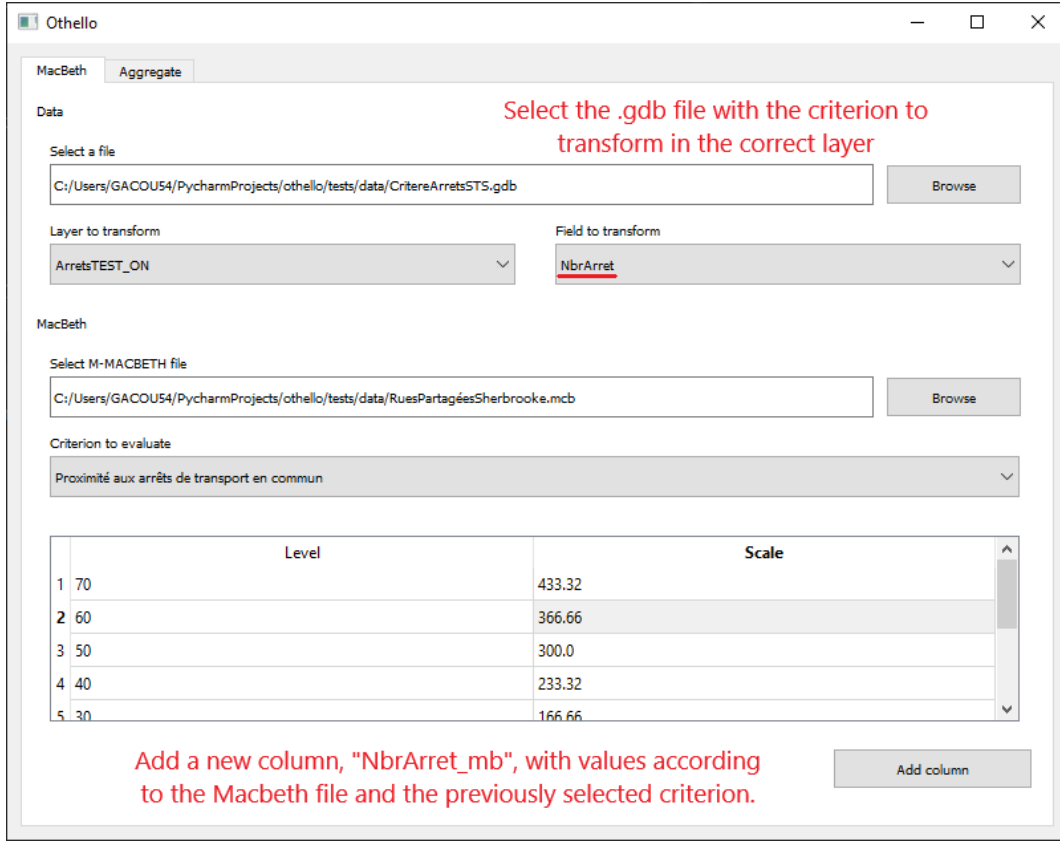 Othello
MacBeth Aggregate
Data
Select the .gdb file with the criterion to
transform in the correct layer
Select a file
C:/Users/GACOU54/PycharmProjects/othello/tests/data/CritereArretsSTS.gdb Browse
Layer to transform Field to transform
ArretsTEST_ON NbrArret
MacBeth
Select M-MACBETH file
C:/Users/GACOU54/PycharmProjects/othello/tests/data/RuesPartagéesSherbrooke.mcb Browse
Criterion to evaluate
Proximité aux arrêts de transport en commun
Level Scale
1 70 433.32
2 60 366.66
3 50 300.0
4 40 233.32
5 30 166.66
Add a new column, "NbrArret_mb", with values according
to the Macbeth file and the previously selected criterion.
Add column